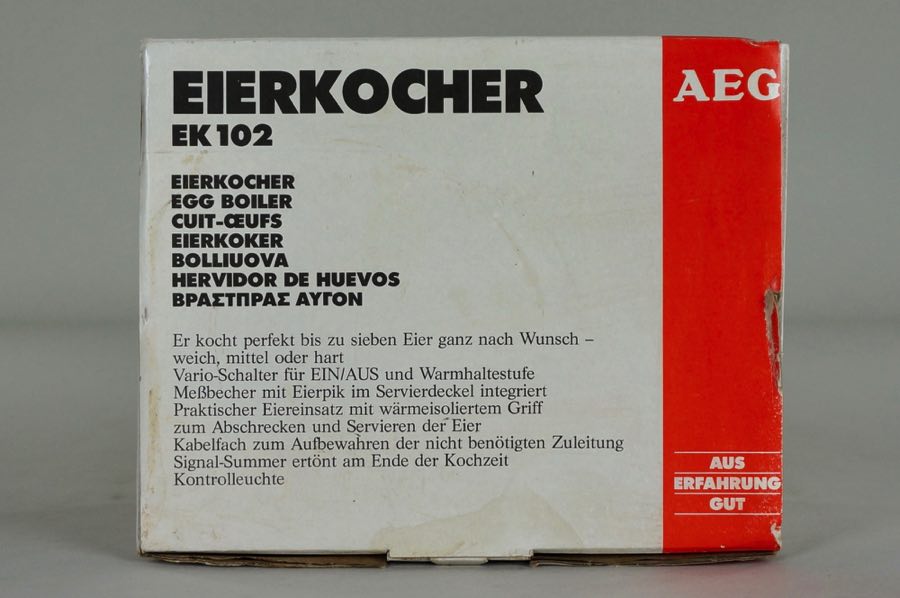 EIERKOCHER
EK 102
EIERKOCHER
EGG BOILER
CUIT-ŒUFS
EIERKOKER
BOLLIUOVA
HERVIDOR DE HUEVOS
ΒΡΑΣΤΠΡΑΣ ΑΥΓΟΝ
Er kocht perfekt bis zu sieben Eier ganz nach Wunsch –
weich, mittel oder hart
Vario-Schalter für EIN/AUS und Warmhaltestufe
Meßbecher mit Eierpik im Servierdeckel integriert
Praktischer Eiereinsatz mit wärmeisoliertem Griff
zum Abschrecken und Servieren der Eier
Kabelfach zum Aufbewahren der nicht benötigten Zuleitung
Signal-Summer ertönt am Ende der Kochzeit
Kontrolleuchte
AEG
AUS
ERFAHRUNG
GUT